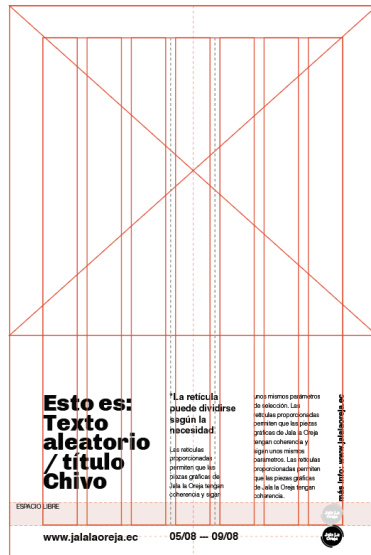 Esto es:
Texto
aleatorio
/ título
Chivo
"La retícula
puede dividirse
según la
necesidad
Las retículas
proporcionadas
permiten que las
piezas gráficas de
Jala la Oreja tengan
coherencia y sigan
unos mismos parámetros
de selección. Las
retículas proporcionadas
permiten que las piezas
gráficas de Jala la Oreja
tengan coherencia y
sigan unos mismos
parámetros. Las retículas
proporcionadas permiten
que las piezas gráficas
de Jala la Oreja tengan
coherencia.
más info: www.jalalaoreja.ec
ESPACIO LIBRE
www.jalalaoreja.ec
05/08 — 09/08
Jala La
Oreja